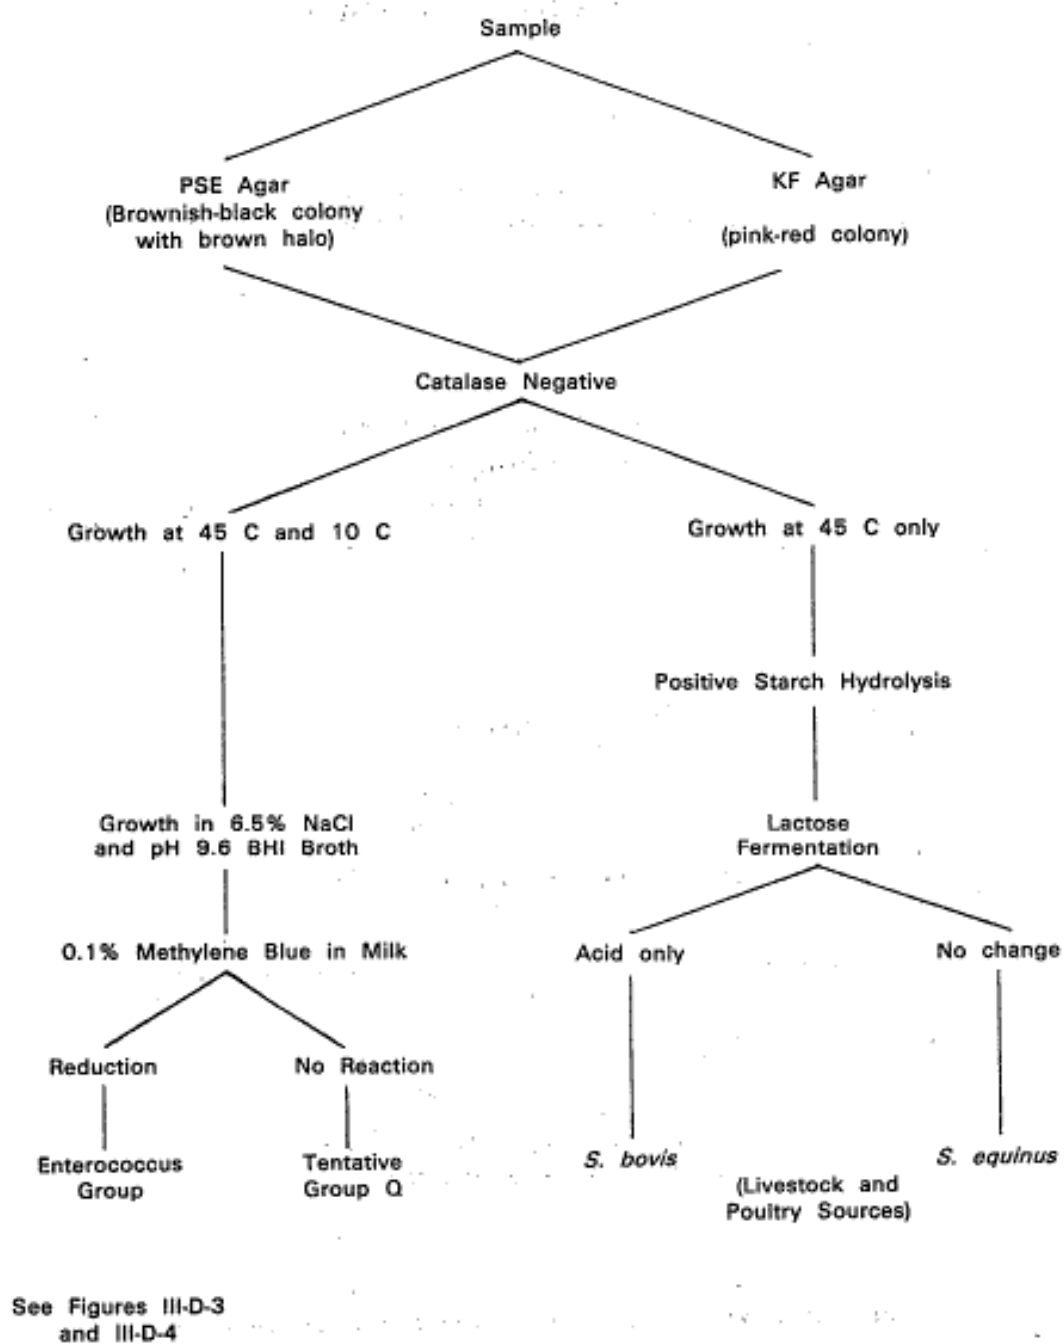 Sample
PSE Agar
(Brownish-black colony
with brown halo)
KF Agar
(pink-red colony)
Catalase Negative
Growth at 45 C and 10 C
Growth at 45 C only
Positive Starch Hydrolysis
Growth in 6.5% NaCl
and pH 9.6 BHI Broth
Lactose
Fermentation
0.1% Methylene Blue in Milk
Acid only
No change
Reduction
No Reaction
Enterococcus
Group
Tentative
Group Q
S. bovis
S. equinus
(Livestock and
Poultry Sources)
See Figures III-D-3
and III-D-4